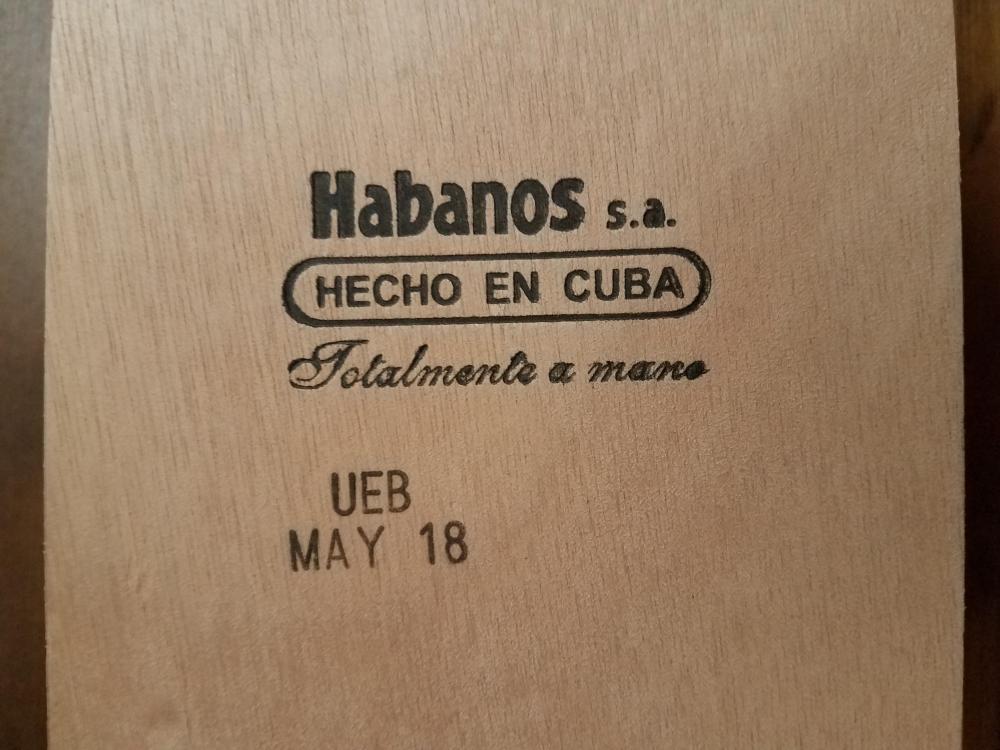 Habanos s.a.
HECHO EN CUBA
Totalmente a mano
UEB
MAY 18